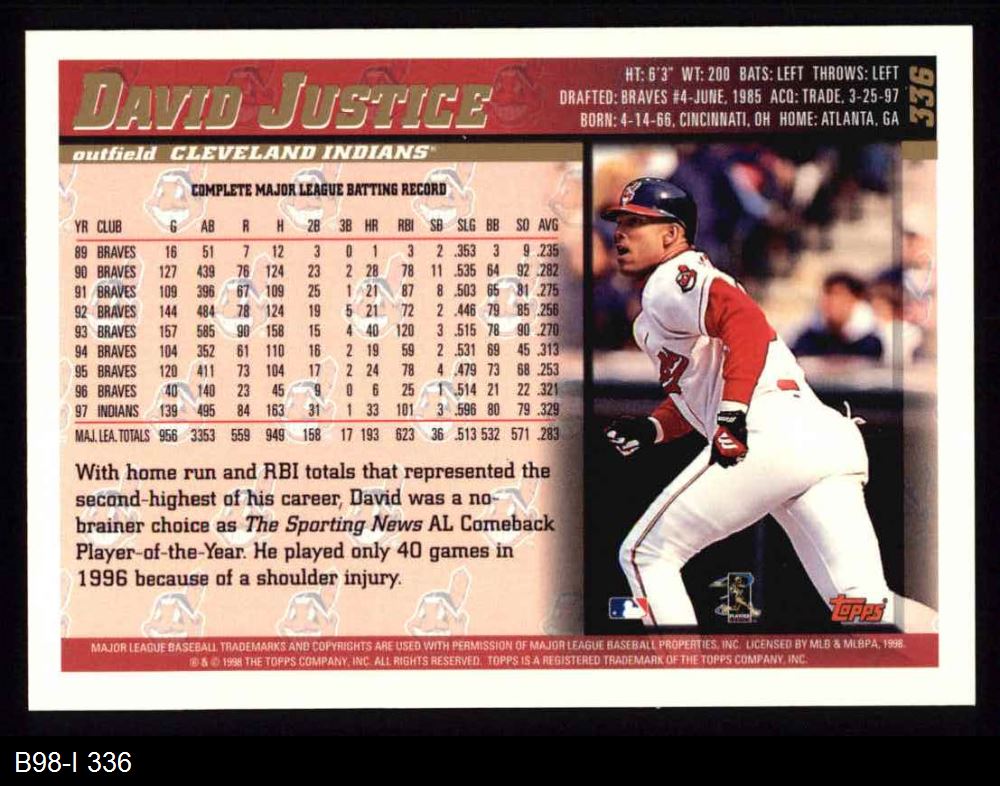 DAVID JUSTICE
HT: 6'3" WT: 200 BATS: LEFT THROWS: LEFT
DRAFTED: BRAVES #4-JUNE, 1985 ACQ: TRADE, 3-25-97
BORN: 4-14-66, CINCINNATI, OH HOME: ATLANTA, GA
336
outfield CLEVELAND INDIANS®
COMPLETE MAJOR LEAGUE BATTING RECORD
YR CLUB G AB R H 2B 3B HR RBI SB SLG BB SO AVG
89 BRAVES 16 51 7 12 3 0 1 3 2 .353 3 9 .235
90 BRAVES 127 439 76 124 23 2 28 78 11 .535 64 92 .282
91 BRAVES 109 396 67 109 25 1 21 87 8 .503 65 81 .275
92 BRAVES 144 484 78 124 19 5 21 72 2 .446 79 85 .256
93 BRAVES 157 585 90 158 15 4 40 120 3 .515 78 90 .270
94 BRAVES 104 352 61 110 16 2 19 59 2 .531 69 45 .313
95 BRAVES 120 411 73 104 17 2 24 78 4 .479 73 68 .253
96 BRAVES 40 140 23 45 9 0 6 25 1 .514 21 22 .321
97 INDIANS 139 495 84 163 31 1 33 101 3 .596 80 79 .329
MAJ. LEA. TOTALS 956 3353 559 949 158 17 193 623 36 .513 532 571 .283
With home run and RBI totals that represented the
second-highest of his career, David was a no-
brainer choice as The Sporting News AL Comeback
Player-of-the-Year. He played only 40 games in
1996 because of a shoulder injury.
TOPPS
MAJOR LEAGUE BASEBALL TRADEMARKS AND COPYRIGHTS ARE USED WITH PERMISSION OF MAJOR LEAGUE BASEBALL PROPERTIES, INC. LICENSED BY MLB & MLBPA, 1998.
® & © 1998 THE TOPPS COMPANY, INC. ALL RIGHTS RESERVED. TOPPS IS A REGISTERED TRADEMARK OF THE TOPPS COMPANY, INC.
B98-I 336